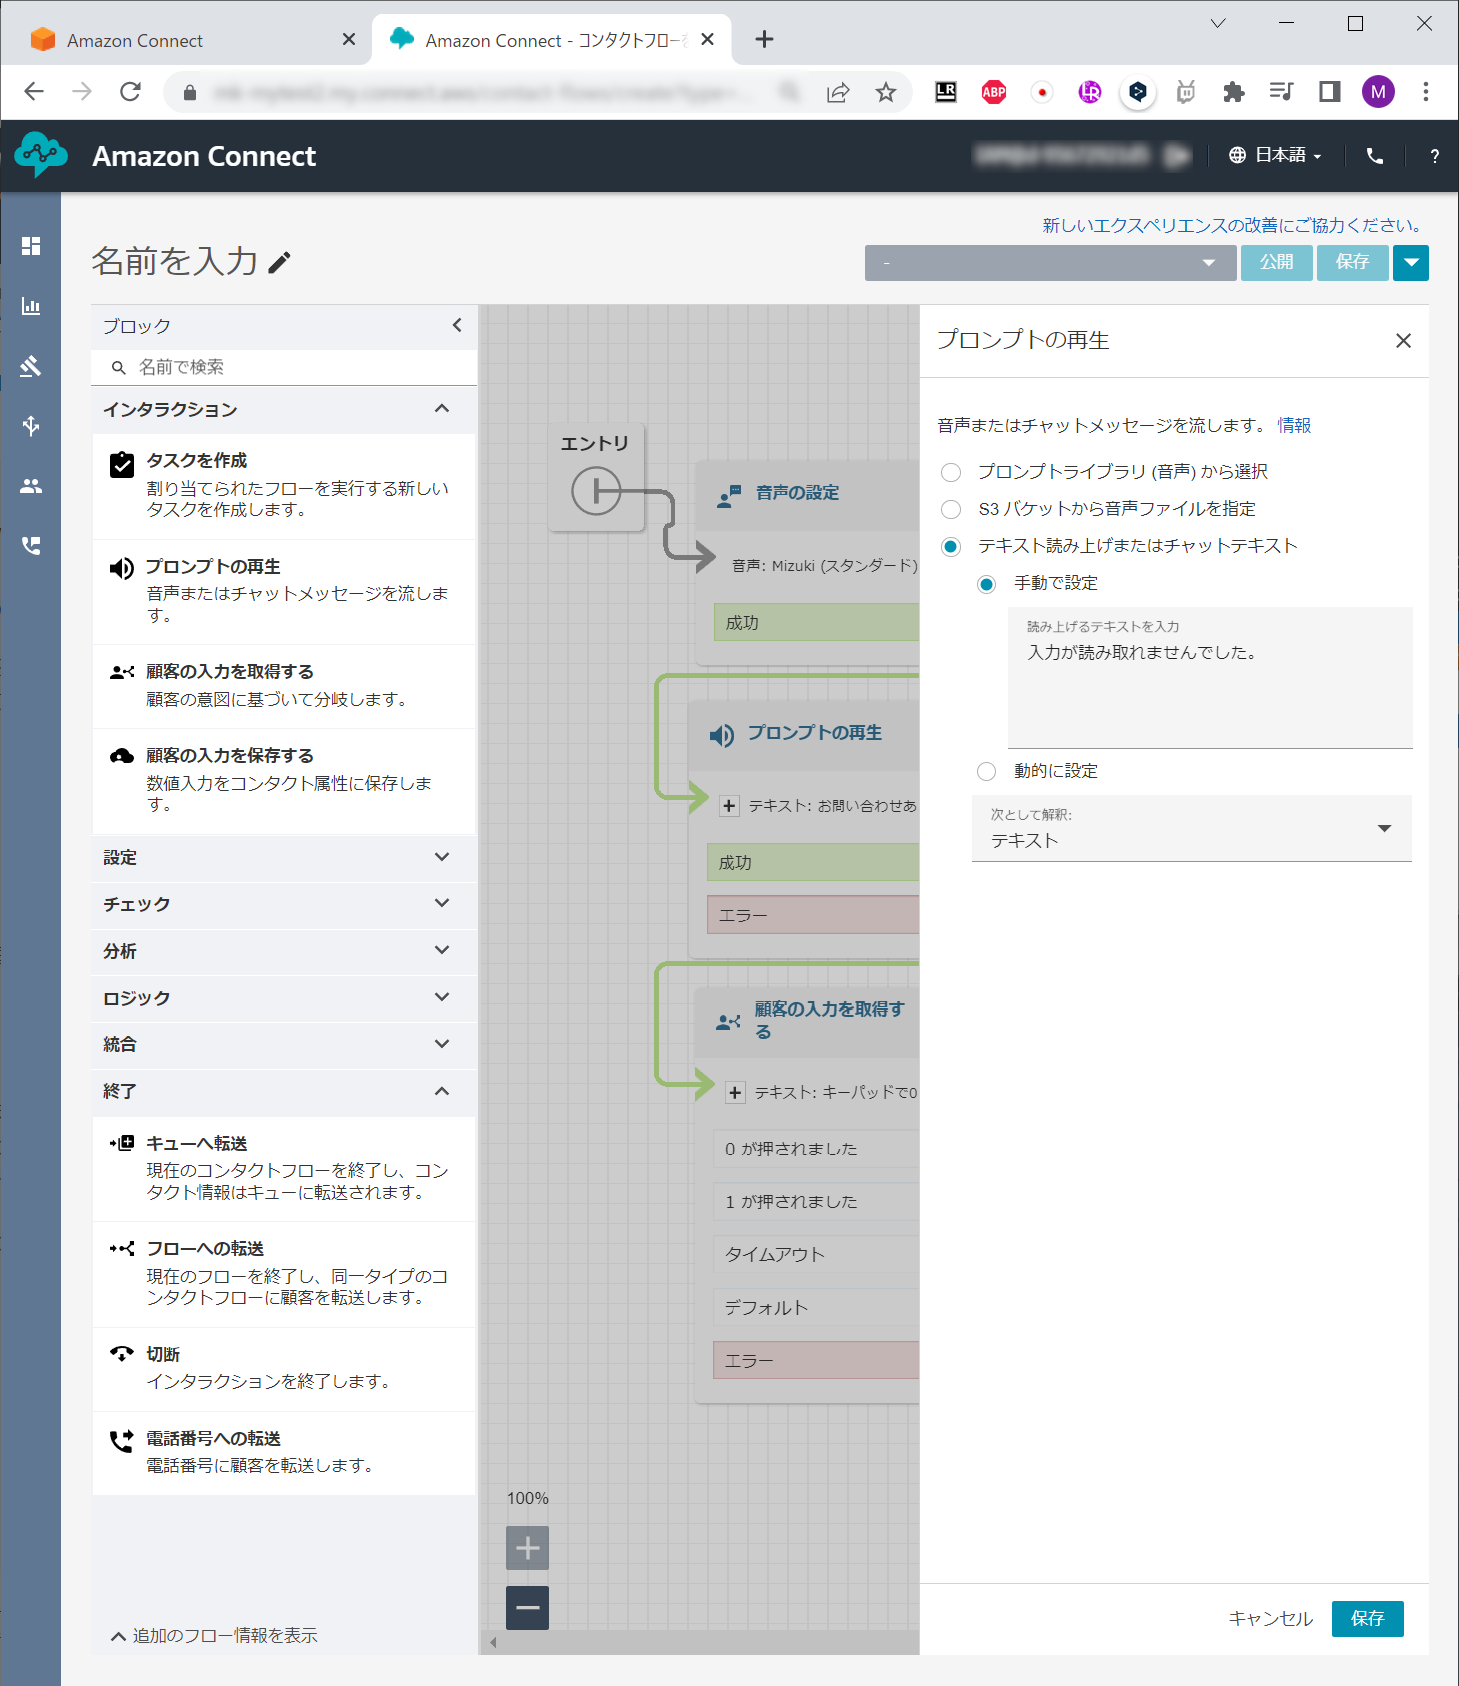 Amazon Connect
Amazon Connect - コンタクトフロー
LR
ABP
LR
M
Amazon Connect
日本語
?
新しいエクスペリエンスの改善にご協力ください。
名前を入力
-
公開
保存
ブロック
名前で検索
インタラクション
タスクを作成
割り当てられたフローを実行する新しい
タスクを作成します。
プロンプトの再生
音声またはチャットメッセージを流しま
す。
顧客の入力を取得する
顧客の意図に基づいて分岐します。
顧客の入力を保存する
数値入力をコンタクト属性に保存しま
す。
設定
チェック
分析
ロジック
統合
終了
キューへ転送
現在のコンタクトフローを終了し、コン
タクト情報はキューに転送されます。
フローへの転送
現在のフローを終了し、同一タイプのコ
ンタクトフローに顧客を転送します。
切断
インタラクションを終了します。
電話番号への転送
電話番号に顧客を転送します。
追加のフロー情報を表示
エントリ
音声の設定
音声: Mizuki (スタンダード)
成功
プロンプトの再生
テキスト: お問い合わせあ
成功
エラー
顧客の入力を取得す
る
テキスト: キーパッドで0
0 が押されました
1 が押されました
タイムアウト
デフォルト
エラー
100%
プロンプトの再生
音声またはチャットメッセージを流します。 情報
プロンプトライブラリ (音声) から選択
S3 バケットから音声ファイルを指定
テキスト読み上げまたはチャットテキスト
手動で設定
読み上げるテキストを入力
入力が読み取れませんでした。
動的に設定
次として解釈:
テキスト
キャンセル
保存